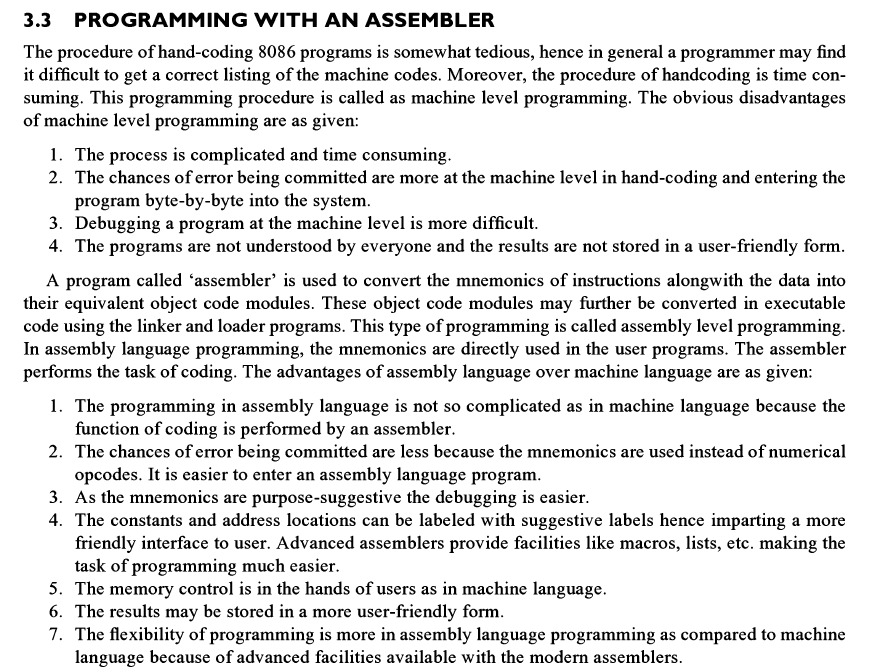 3.3 PROGRAMMING WITH AN ASSEMBLER
The procedure of hand-coding 8086 programs is somewhat tedious, hence in general a programmer may find
it difficult to get a correct listing of the machine codes. Moreover, the procedure of handcoding is time con-
suming. This programming procedure is called as machine level programming. The obvious disadvantages
of machine level programming are as given:
1. The process is complicated and time consuming.
2. The chances of error being committed are more at the machine level in hand-coding and entering the
program byte-by-byte into the system.
3. Debugging a program at the machine level is more difficult.
4. The programs are not understood by everyone and the results are not stored in a user-friendly form.
A program called ‘assembler’ is used to convert the mnemonics of instructions alongwith the data into
their equivalent object code modules. These object code modules may further be converted in executable
code using the linker and loader programs. This type of programming is called assembly level programming.
In assembly language programming, the mnemonics are directly used in the user programs. The assembler
performs the task of coding. The advantages of assembly language over machine language are as given:
1. The programming in assembly language is not so complicated as in machine language because the
function of coding is performed by an assembler.
2. The chances of error being committed are less because the mnemonics are used instead of numerical
opcodes. It is easier to enter an assembly language program.
3. As the mnemonics are purpose-suggestive the debugging is easier.
4. The constants and address locations can be labeled with suggestive labels hence imparting a more
friendly interface to user. Advanced assemblers provide facilities like macros, lists, etc. making the
task of programming much easier.
5. The memory control is in the hands of users as in machine language.
6. The results may be stored in a more user-friendly form.
7. The flexibility of programming is more in assembly language programming as compared to machine
language because of advanced facilities available with the modern assemblers.